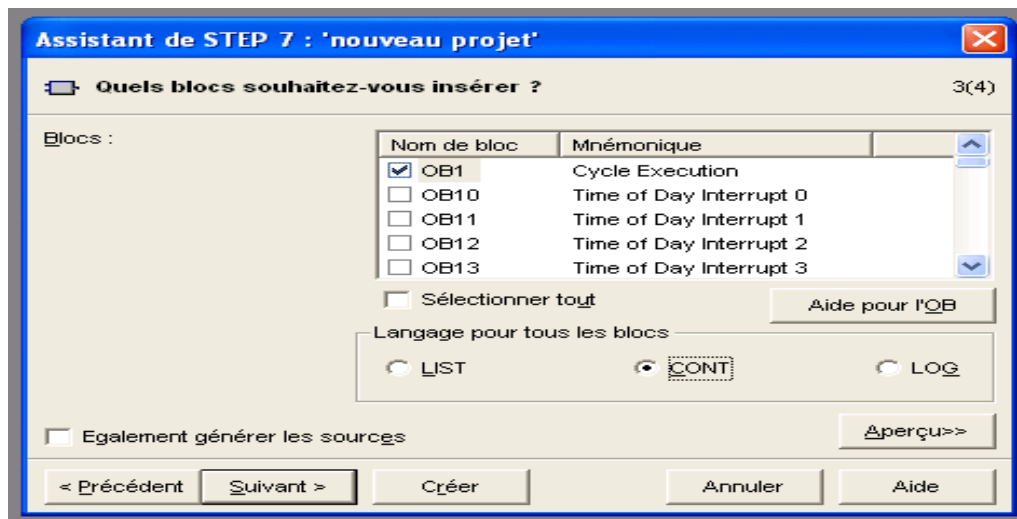 Assistant de STEP 7 : 'nouveau projet'
Quels blocs souhaitez-vous insérer ? 3(4)
Blocs :
Nom de bloc Mnémonique
OB1 Cycle Execution
OB10 Time of Day Interrupt 0
OB11 Time of Day Interrupt 1
OB12 Time of Day Interrupt 2
OB13 Time of Day Interrupt 3
Sélectionner tout Aide pour l'OB
Langage pour tous les blocs
LIST CONT LOG
Egalement générer les sources Aperçu>>
< Précédent Suivant > Créer Annuler Aide